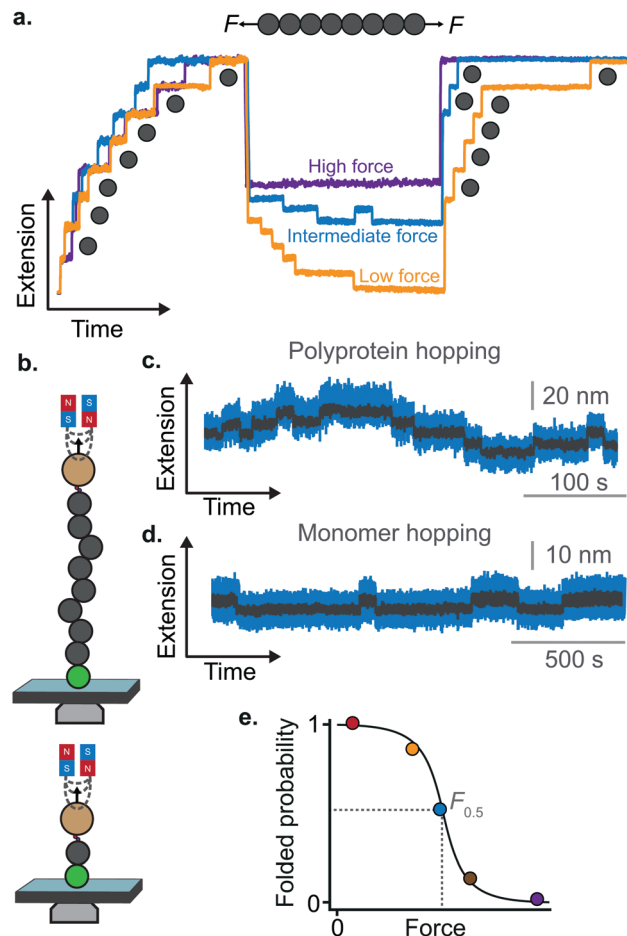 a.
F
F
High force
Intermediate force
Low force
Extension
Time
b.
N S
S N
c.
Polyprotein hopping
20 nm
Extension
100 s
Time
d.
Monomer hopping
10 nm
Extension
500 s
Time
N S
S N
e.
Folded probability
1
F0.5
0
0
Force